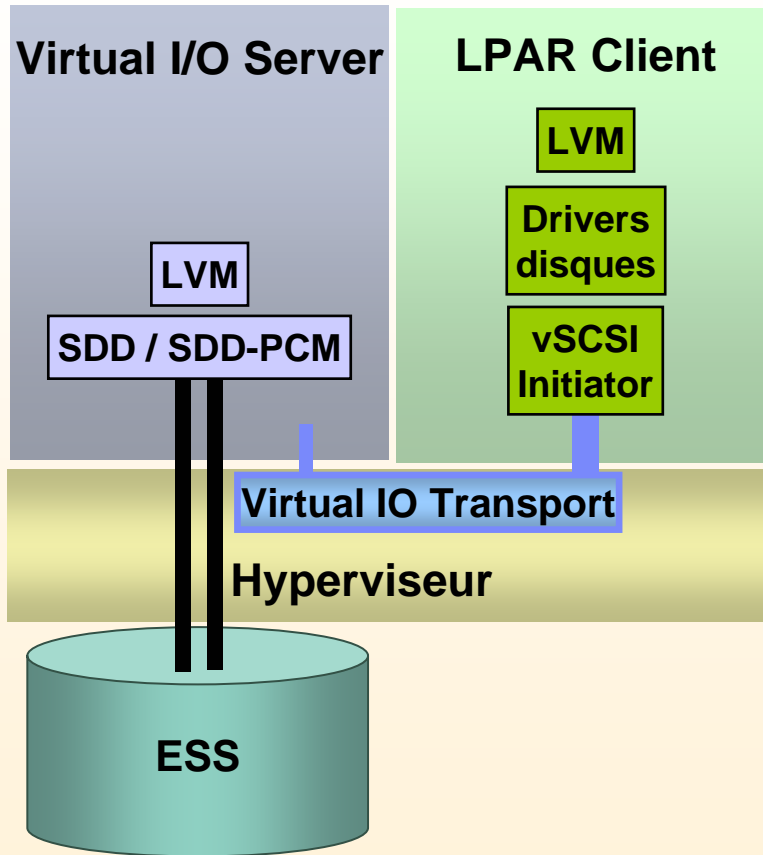 Virtual I/O Server
LPAR Client
LVM
Drivers
disques
vSCSI
Initiator
LVM
SDD / SDD-PCM
Virtual IO Transport
Hyperviseur
ESS